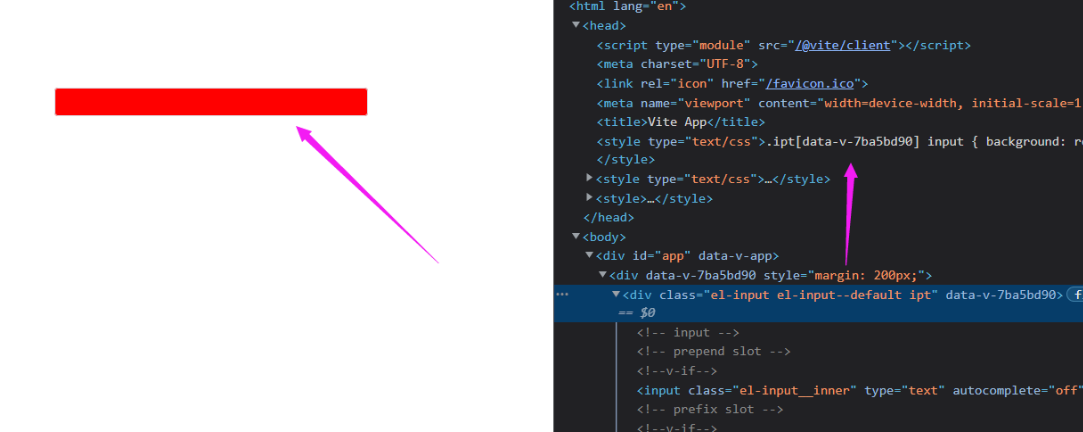 <html lang="en">
<head>
<script type="module" src="/@vite/client"></script>
<meta charset="UTF-8">
<link rel="icon" href="/favicon.ico">
<meta name="viewport" content="width=device-width, initial-scale=1
<title>Vite App</title>
<style type="text/css">.ipt[data-v-7ba5bd90] input { background: re
</style>
<style type="text/css">…</style>
<style>…</style>
</head>
<body>
<div id="app" data-v-app>
<div data-v-7ba5bd90 style="margin: 200px;">
<div class="el-input el-input--default ipt" data-v-7ba5bd90> f
== $0
<!-- input -->
<!-- prepend slot -->
<!--v-if-->
<input class="el-input__inner" type="text" autocomplete="off"
<!-- prefix slot -->
<!--v-if-->